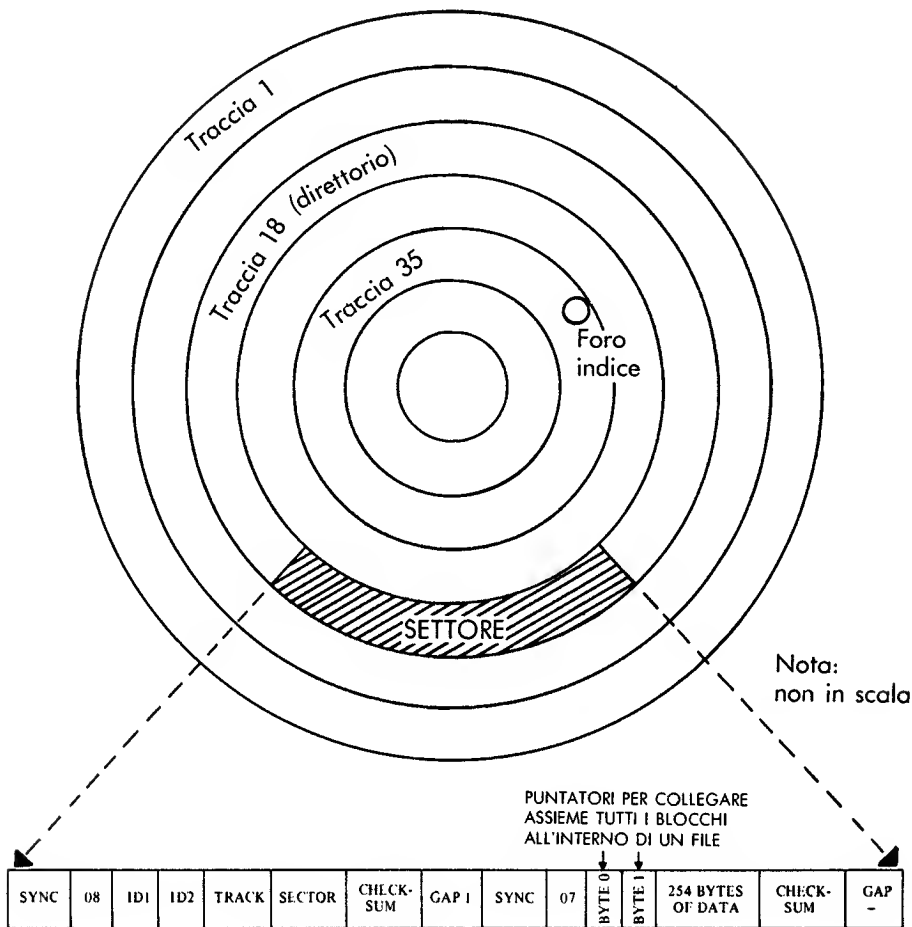 Traccia 1
Traccia 18 (direttorio)
Traccia 35
Foro
indice
SETTORE
Nota:
non in scala
PUNTATORI PER COLLEGARE
ASSIEME TUTTI I BLOCCHI
ALL'INTERNO DI UN FILE
SYNC
08
ID1
ID2
TRACK
SECTOR
CHECK-
SUM
GAP 1
SYNC
07
BYTE 0
BYTE 1
254 BYTES
OF DATA
CHECK-
SUM
GAP